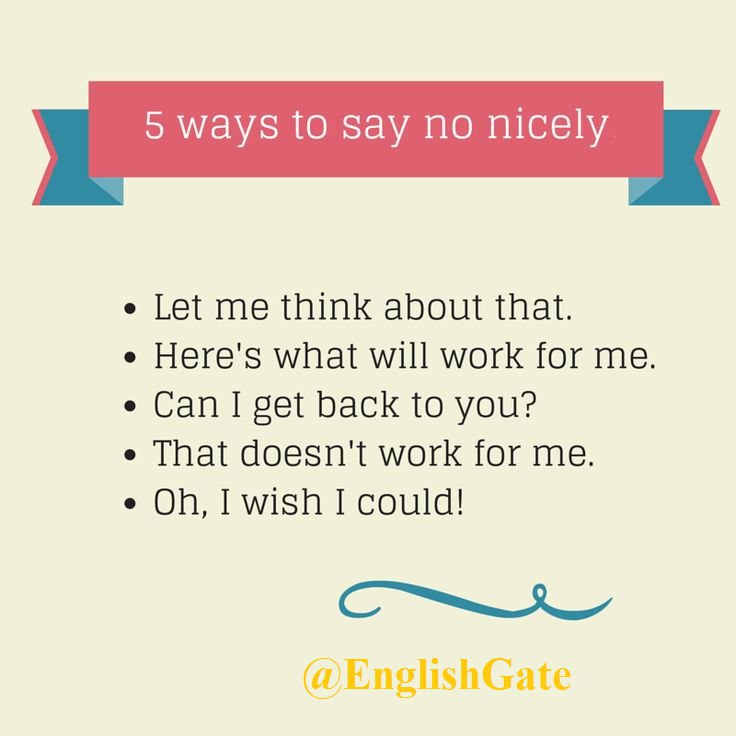 5 ways to say no nicely
• Let me think about that.
• Here's what will work for me.
• Can I get back to you?
• That doesn't work for me.
• Oh, I wish I could!
@EnglishGate